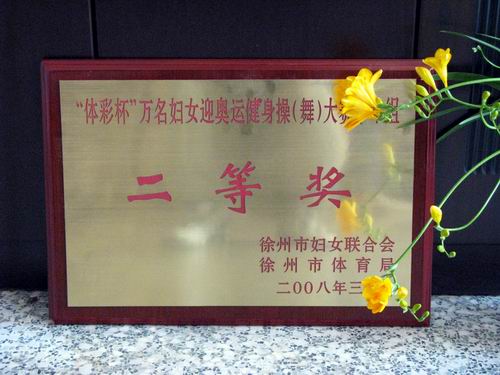 “体彩杯”万名妇女迎奥运健身操(舞)大 组
二等奖
徐州市妇女联合会
徐州市体育局
二〇〇八年三